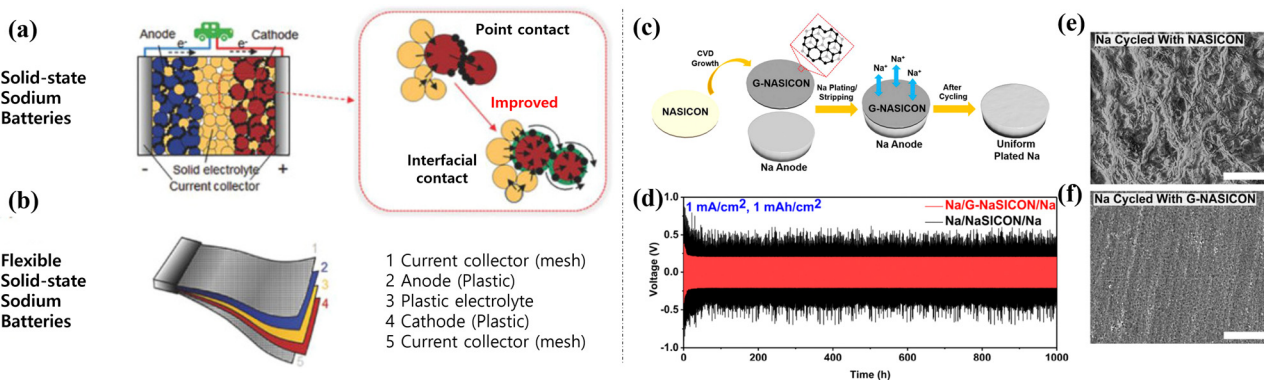 (a)
Solid-state
Sodium
Batteries
Anode
Cathode
e-
e-
-
+
Solid electrolyte
Current collector
Point contact
Improved
Interfacial
contact
(b)
Flexible
Solid-state
Sodium
Batteries
1
2
3
4
5
1 Current collector (mesh)
2 Anode (Plastic)
3 Plastic electrolyte
4 Cathode (Plastic)
5 Current collector (mesh)
(c)
CVD
Growth
NASICON
G-NASICON
Na Anode
Na Plating/
Stripping
Na⁺
Na⁺
Na⁺
G-NASICON
Na Anode
After
Cycling
Uniform
Plated Na
(d)
1 mA/cm², 1 mAh/cm²
Na/G-NaSICON/Na
Na/NaSICON/Na
Voltage (V)
1.0
0.5
0.0
-0.5
-1.0
0
200
400
600
800
1000
Time (h)
(e)
Na Cycled With NASICON
(f)
Na Cycled With G-NASICON